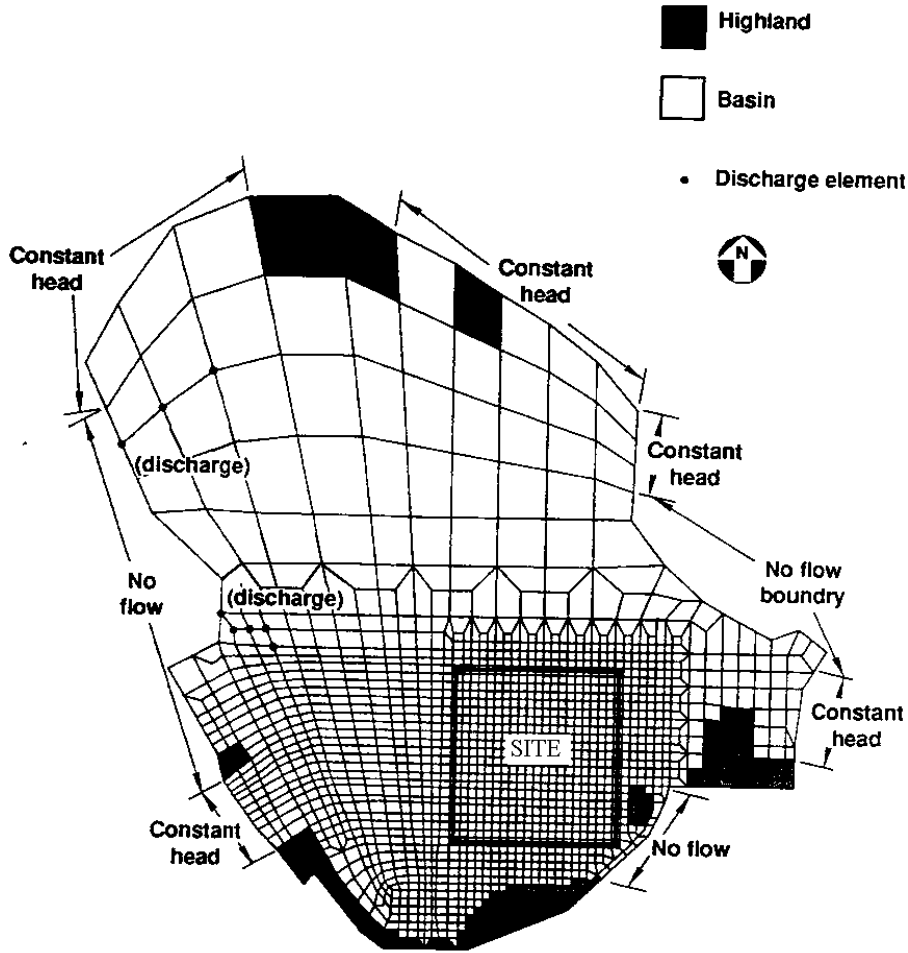 Highland
Basin
Discharge element
N
Constant
head
Constant
head
Constant
head
(discharge)
No
flow
(discharge)
No flow
boundry
Constant
head
SITE
Constant
head
No flow